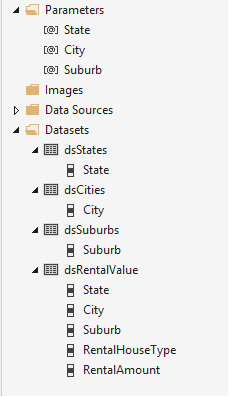 Parameters
[@] State
[@] City
[@] Suburb
Images
Data Sources
Datasets
dsStates
State
dsCities
City
dsSuburbs
Suburb
dsRentalValue
State
City
Suburb
RentalHouseType
RentalAmount